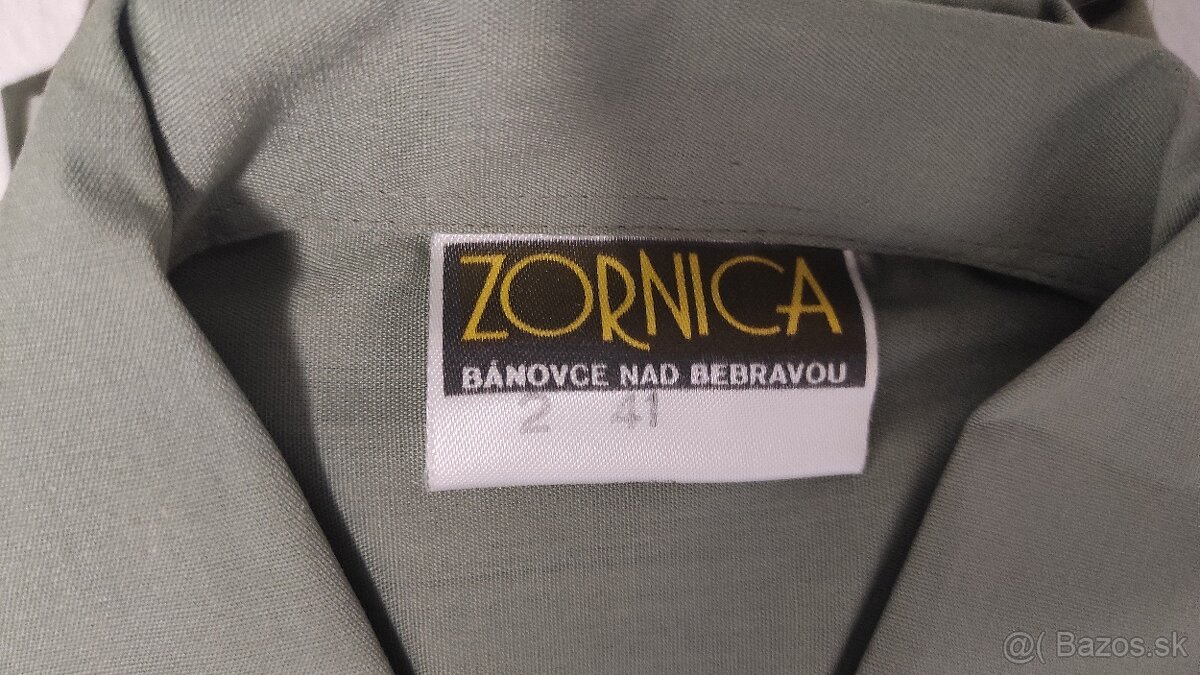 ZORNICA
BÁNOVCE NAD BEBRAVOU
2 41
@( Bazos.sk